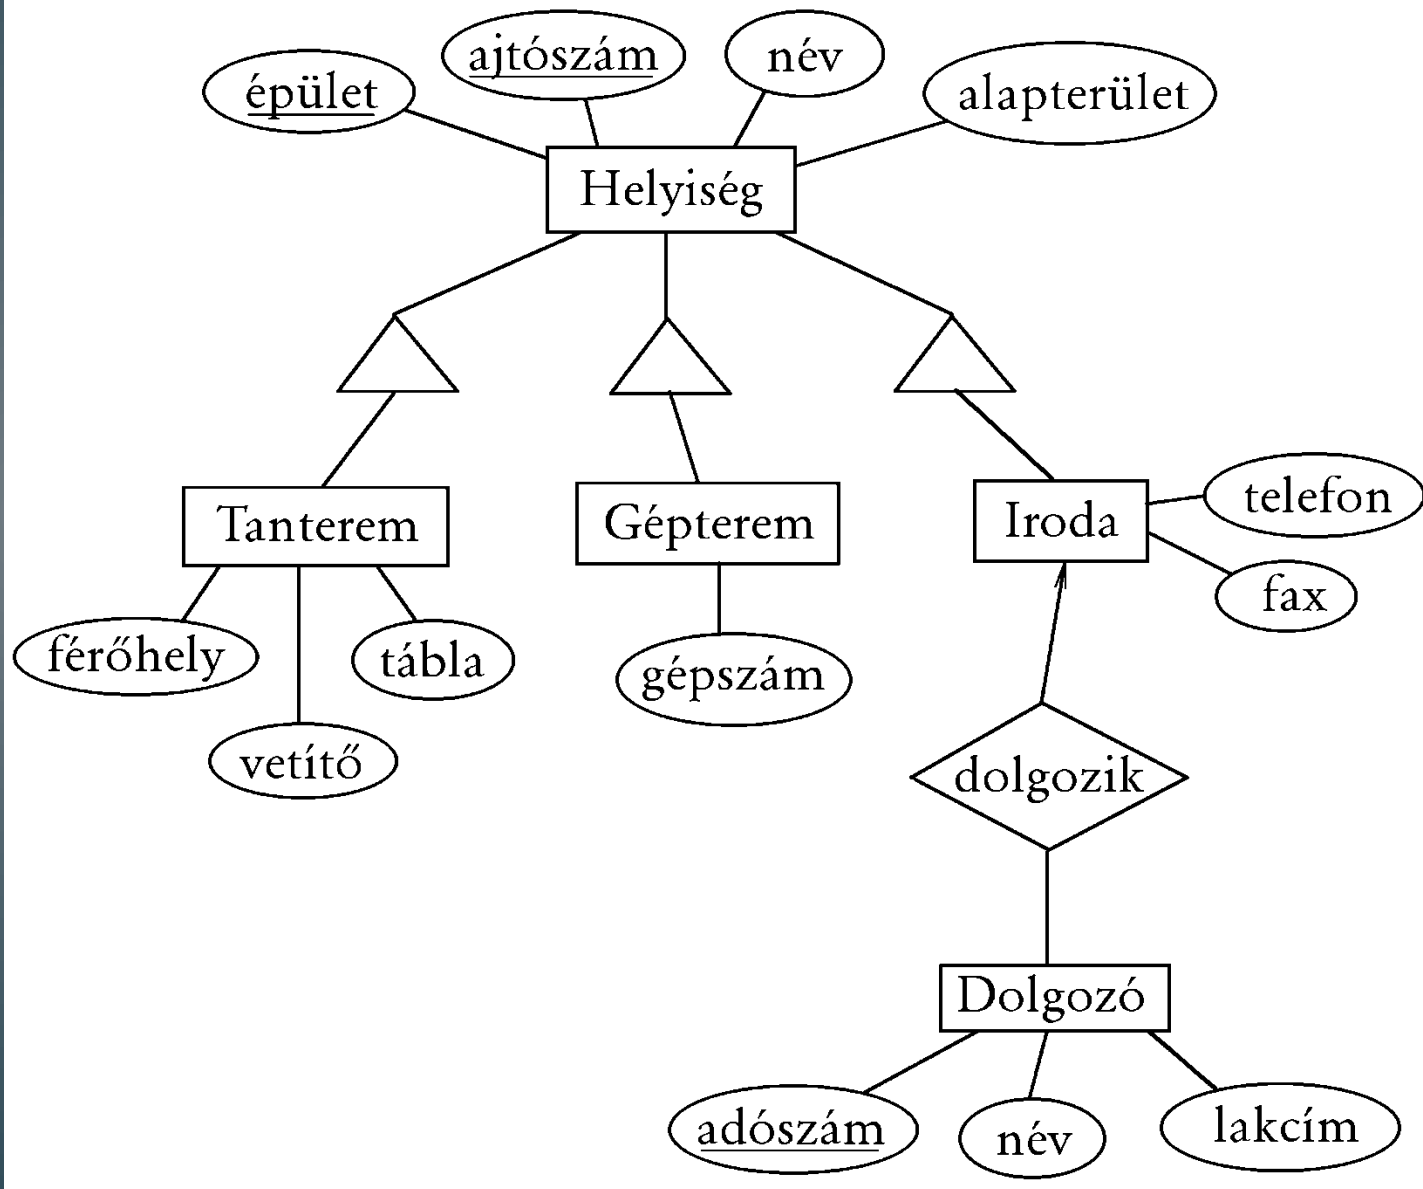 épület
ajtószám
név
alapterület
Helyiség
Tanterem
Gépterem
Iroda
telefon
fax
férőhely
vetítő
tábla
gépszám
dolgozik
Dolgozó
adószám
név
lakcím